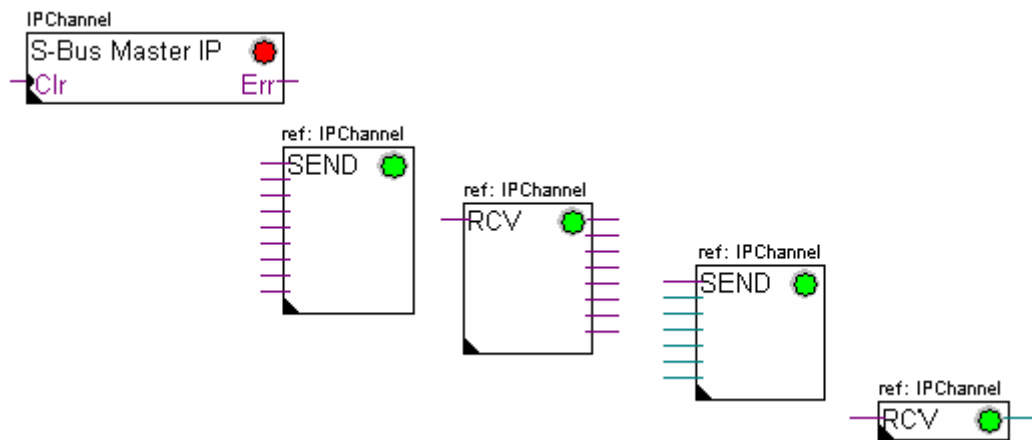 IPChannel
S-Bus Master IP
Clr Err
ref: IPChannel
SEND
ref: IPChannel
RCV
ref: IPChannel
SEND
ref: IPChannel
RCV